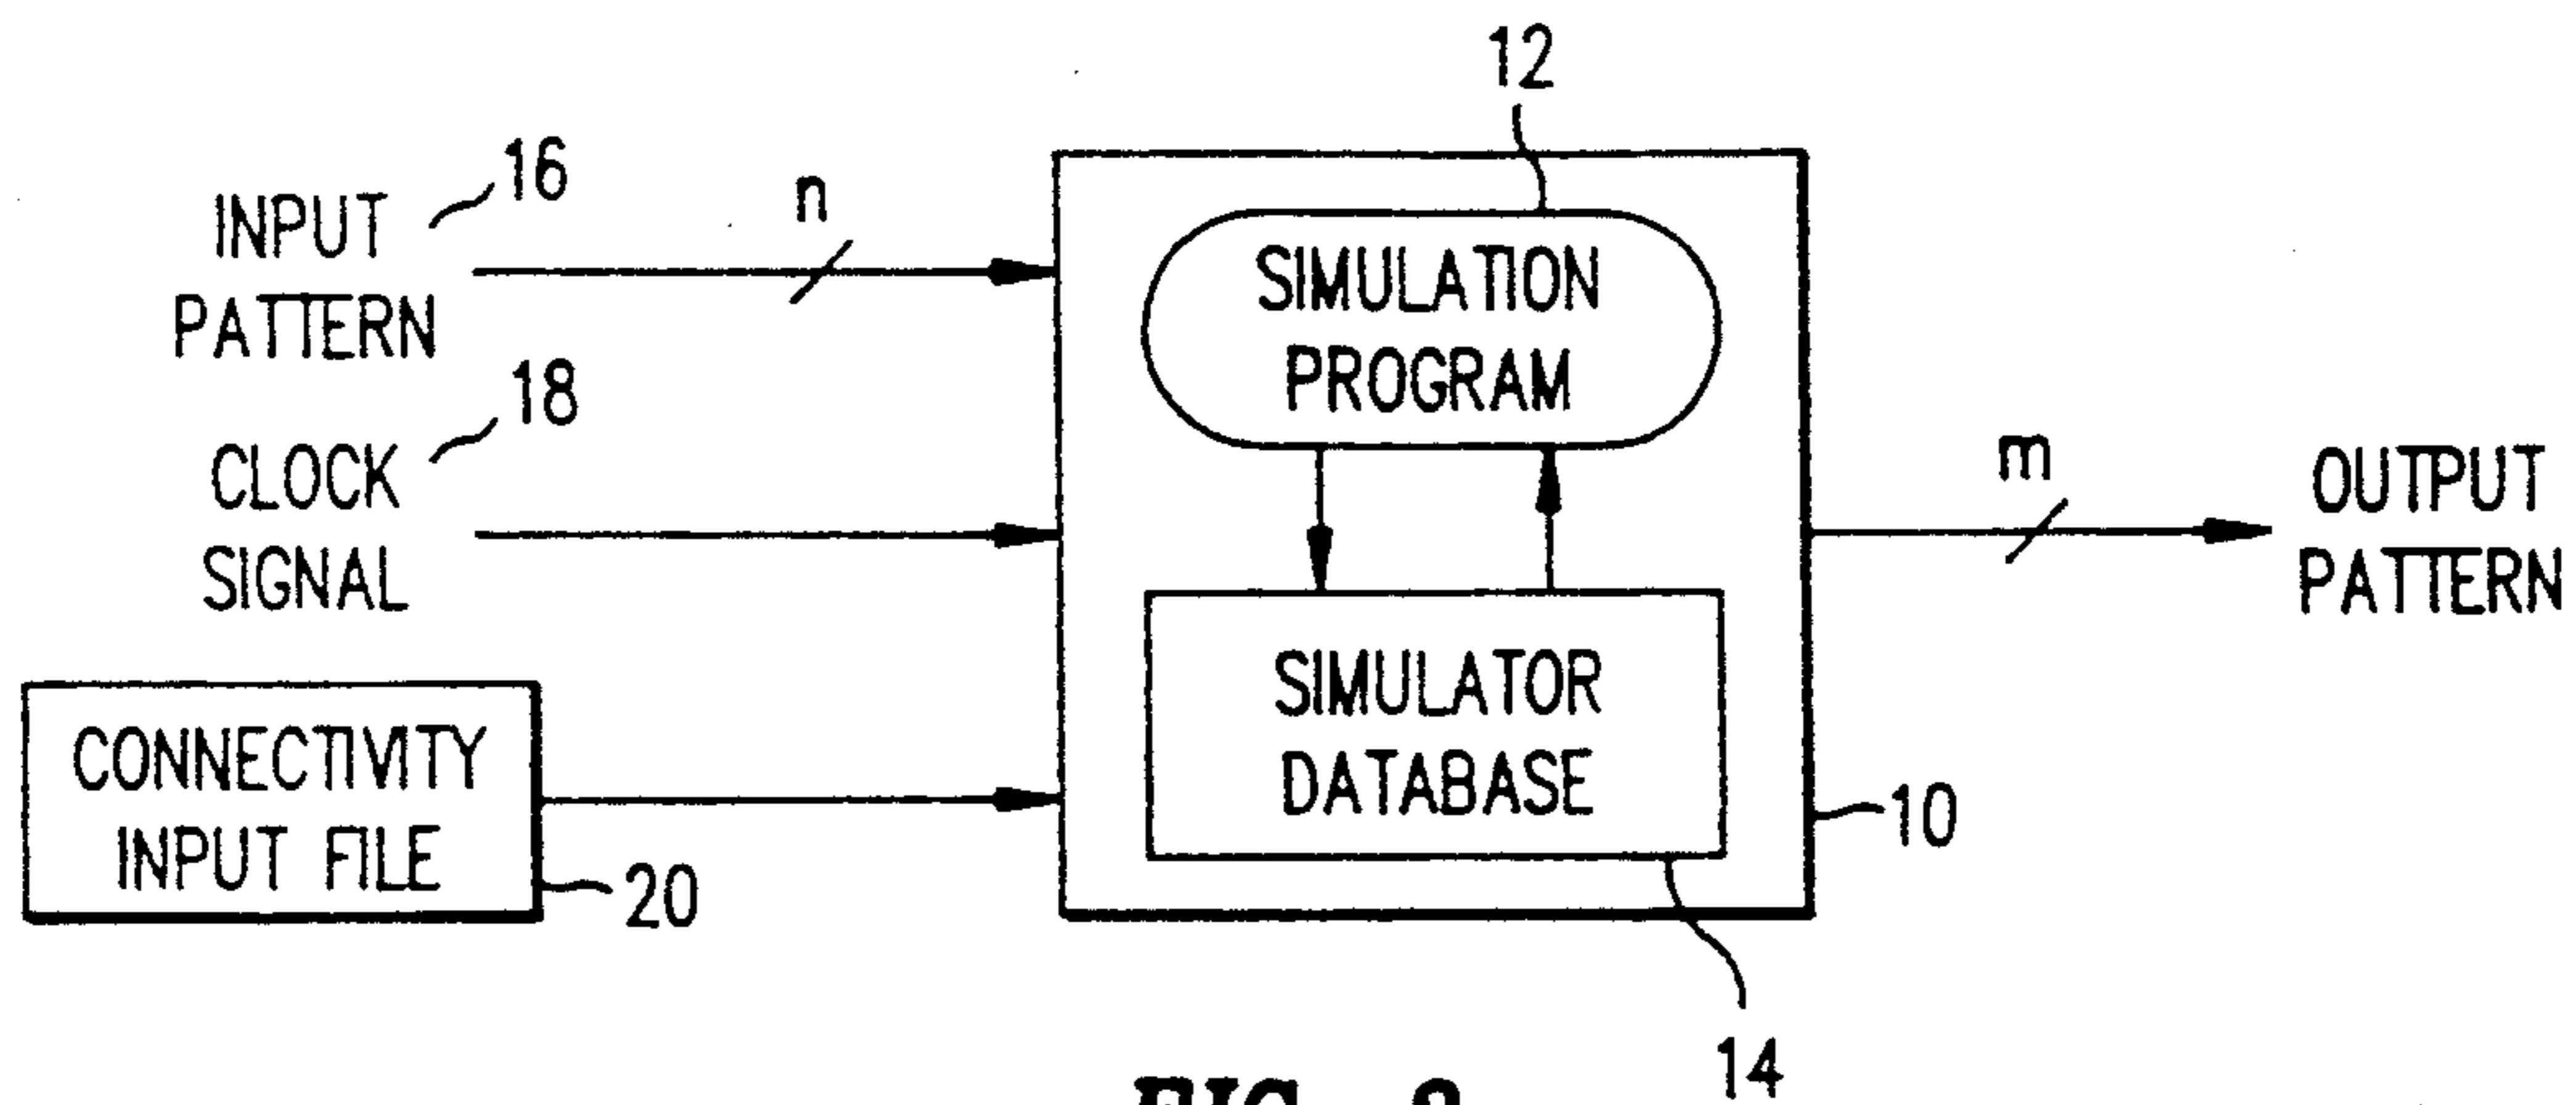 12
16
INPUT
PATTERN
n
SIMULATION
PROGRAM
18
CLOCK
SIGNAL
m
OUTPUT
PATTERN
SIMULATOR
DATABASE
CONNECTIVITY
INPUT FILE
20
10
14